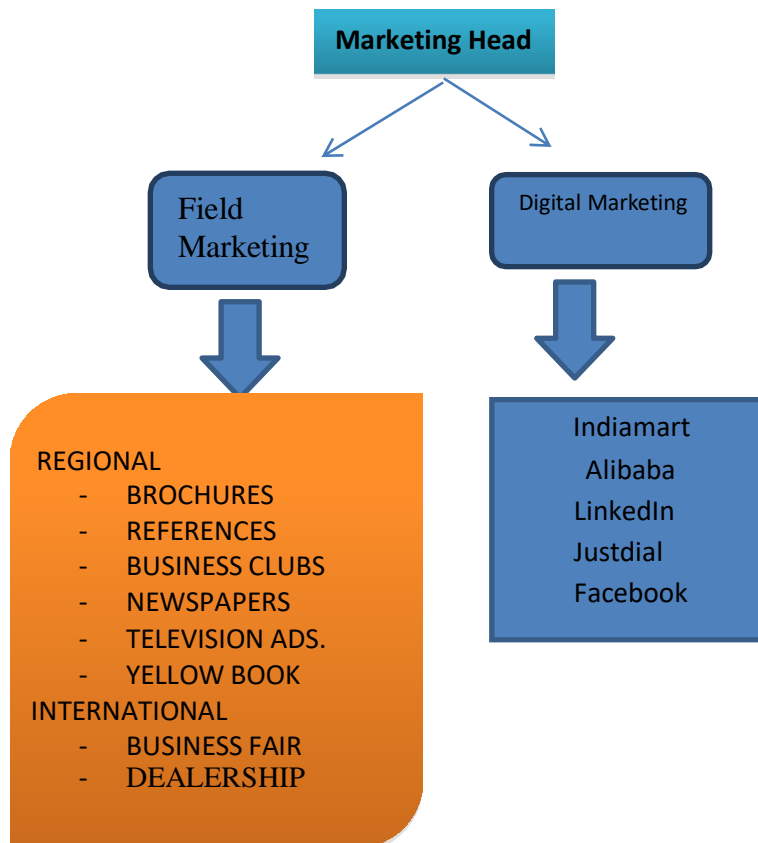 Marketing Head
Field
Marketing
Digital Marketing
REGIONAL
- BROCHURES
- REFERENCES
- BUSINESS CLUBS
- NEWSPAPERS
- TELEVISION ADS.
- YELLOW BOOK
INTERNATIONAL
- BUSINESS FAIR
- DEALERSHIP
Indiamart
Alibaba
LinkedIn
Justdial
Facebook